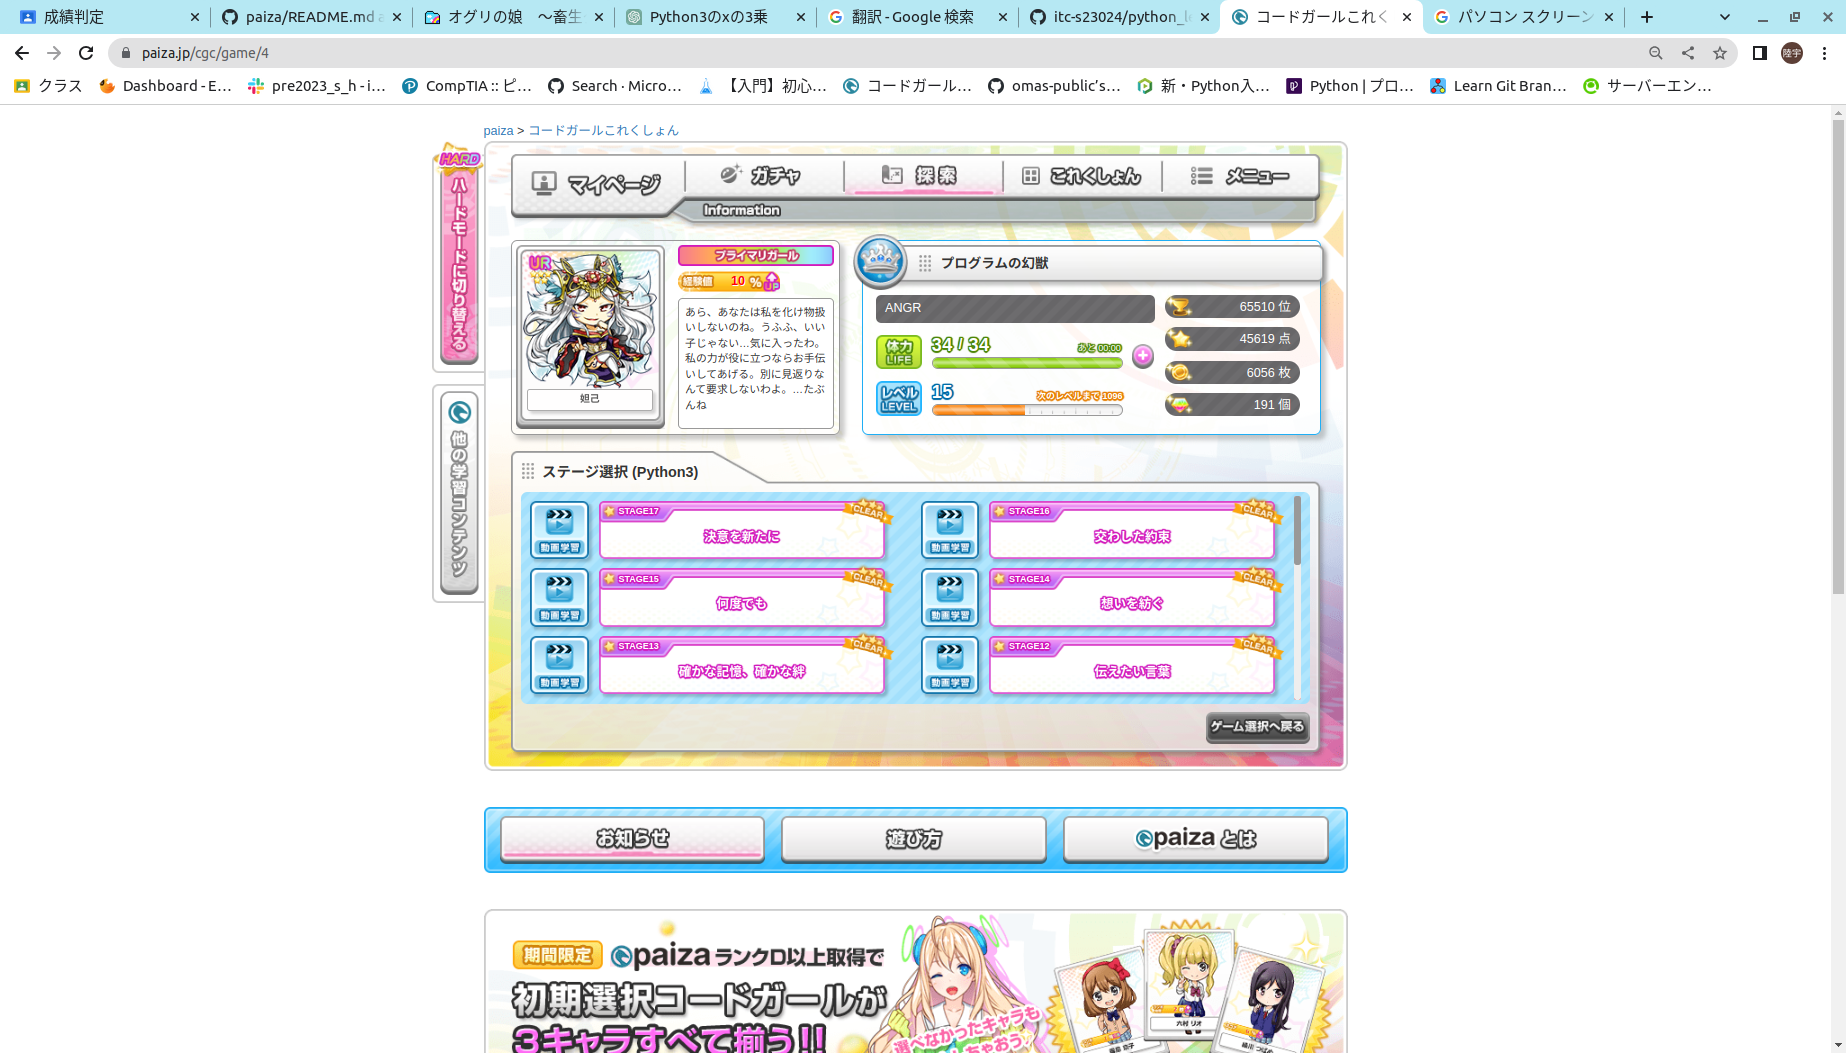 成績判定
paiza/README.md a
オグリの娘　～畜生
Python3のxの3乗
翻訳 - Google 検索
itc-s23024/python_l
コードガールこれく
パソコン スクリーン
paiza.jp/cgc/game/4
陸宇
クラス
Dashboard - E…
pre2023_s_h - i…
CompTIA :: ピ…
Search · Micro…
【入門】初心…
コードガール…
omas-public's…
新・Python入…
Python | プロ…
Learn Git Bran…
サーバーエン…
paiza > コードガールこれくしょん
HARD
ハードモードに切り替える
他の学習コンテンツ
マイページ
ガチャ
探索
これくしょん
メニュー
Information
UR
妲己
プライマリガール
経験値 10 % UP
あら、あなたは私を化け物扱
いしないのね。うふふ、いい
子じゃない…気に入ったわ。
私の力が役に立つならお手伝
いしてあげる。別に見返りな
んて要求しないわよ。…たぶ
んね
プログラムの幻獣
ANGR
体力 LIFE
34 / 34
あと 00:00
レベル LEVEL
15
次のレベルまで 1096
65510 位
45619 点
6056 枚
191 個
ステージ選択 (Python3)
動画学習
STAGE17
CLEAR
決意を新たに
動画学習
STAGE16
CLEAR
交わした約束
動画学習
STAGE15
CLEAR
何度でも
動画学習
STAGE14
CLEAR
想いを紡ぐ
動画学習
STAGE13
CLEAR
確かな記憶、確かな絆
動画学習
STAGE12
CLEAR
伝えたい言葉
ゲーム選択へ戻る
お知らせ
遊び方
paiza とは
期間限定
paiza ランクD以上取得で
初期選択コードガールが
3キャラすべて揃う!!
選べなかったキャラも
ちゃおう
六村 リオ
緑川 つばめ